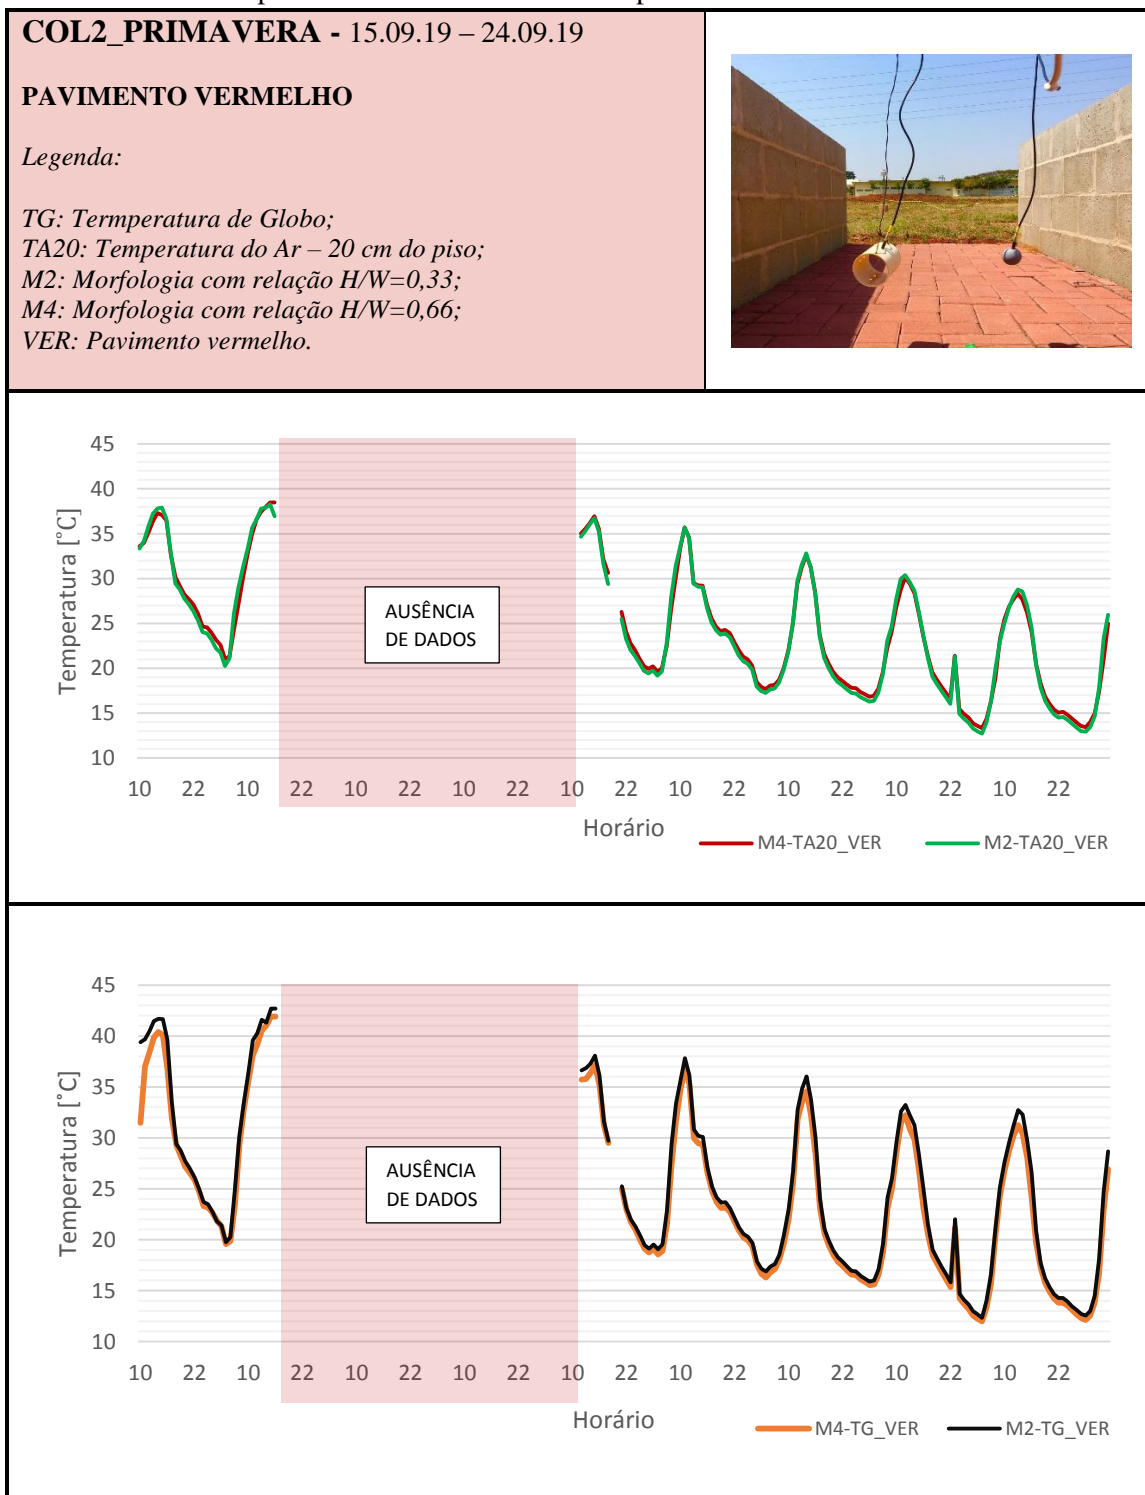 COL2_PRIMAVERA - 15.09.19 – 24.09.19
PAVIMENTO VERMELHO
Legenda:
TG: Termperatura de Globo;
TA20: Temperatura do Ar – 20 cm do piso;
M2: Morfologia com relação H/W=0,33;
M4: Morfologia com relação H/W=0,66;
VER: Pavimento vermelho.
45
40
35
30
25
20
15
10
Temperatura [°C]
AUSÊNCIA
DE DADOS
10 22 10 22 10 22 10 22 10 22 10 22 10 22 10 22 10 22
Horário
M4-TA20_VER M2-TA20_VER
45
40
35
30
25
20
15
10
Temperatura [°C]
AUSÊNCIA
DE DADOS
10 22 10 22 10 22 10 22 10 22 10 22 10 22 10 22 10 22
Horário
M4-TG_VER M2-TG_VER